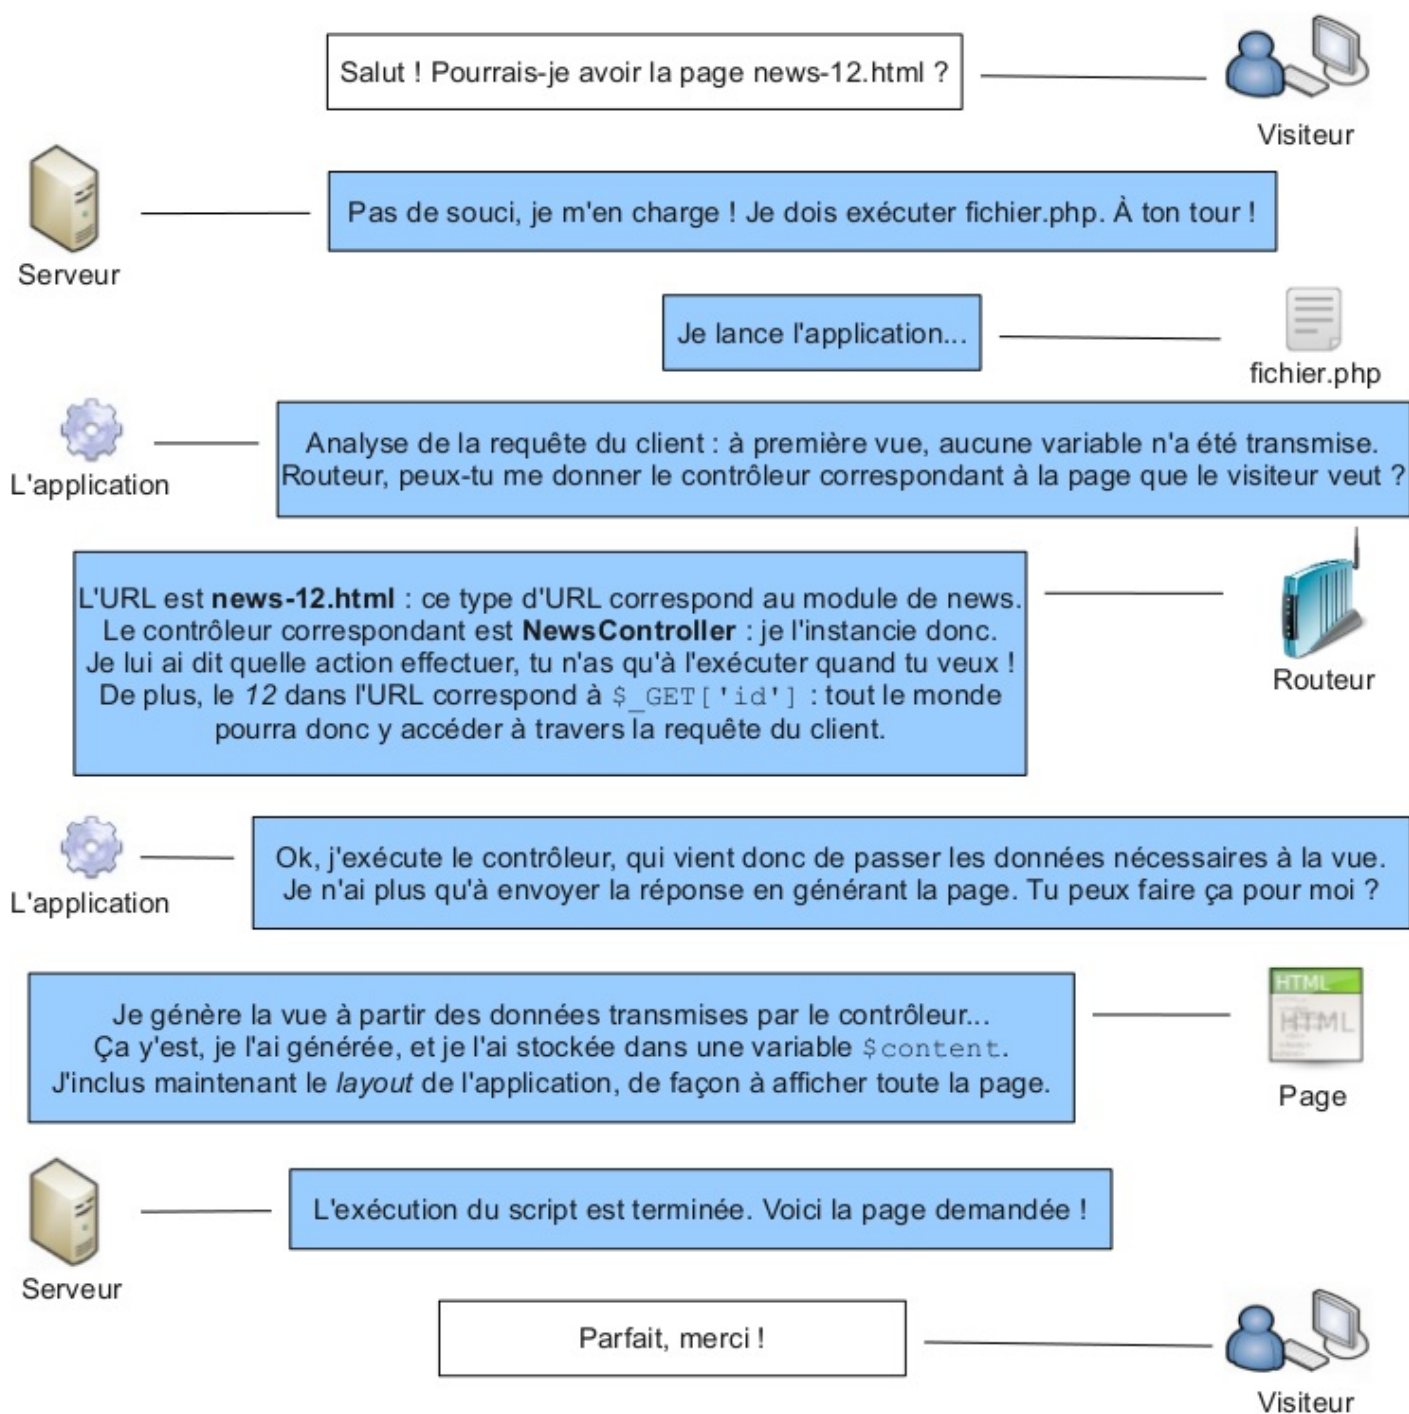 Salut ! Pourrais-je avoir la page news-12.html ?
Visiteur
Pas de souci, je m'en charge ! Je dois exécuter fichier.php. À ton tour !
Serveur
Je lance l'application...
fichier.php
Analyse de la requête du client : à première vue, aucune variable n'a été transmise.
Routeur, peux-tu me donner le contrôleur correspondant à la page que le visiteur veut ?
L'application
L'URL est news-12.html : ce type d'URL correspond au module de news.
Le contrôleur correspondant est NewsController : je l'instancie donc.
Je lui ai dit quelle action effectuer, tu n'as qu'à l'exécuter quand tu veux !
De plus, le 12 dans l'URL correspond à $_GET['id'] : tout le monde
pourra donc y accéder à travers la requête du client.
Routeur
Ok, j'exécute le contrôleur, qui vient donc de passer les données nécessaires à la vue.
Je n'ai plus qu'à envoyer la réponse en générant la page. Tu peux faire ça pour moi ?
L'application
Je génère la vue à partir des données transmises par le contrôleur...
Ça y'est, je l'ai générée, et je l'ai stockée dans une variable $content.
J'inclus maintenant le layout de l'application, de façon à afficher toute la page.
HTML
HTML
Page
L'exécution du script est terminée. Voici la page demandée !
Serveur
Parfait, merci !
Visiteur